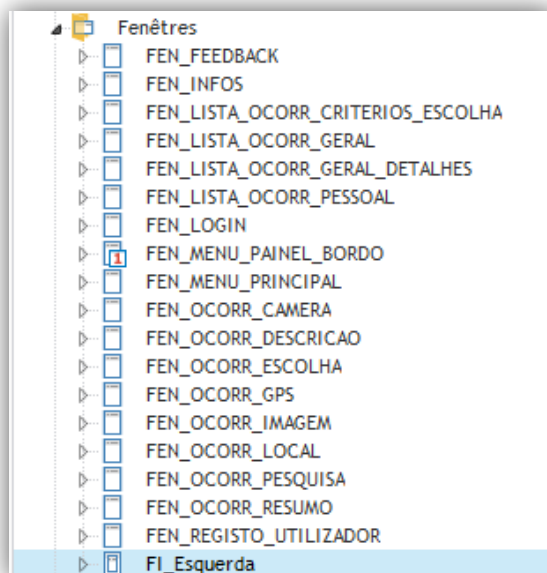 Fenêtres
FEN_FEEDBACK
FEN_INFOS
FEN_LISTA_OCORR_CRITERIOS_ESCOLHA
FEN_LISTA_OCORR_GERAL
FEN_LISTA_OCORR_GERAL_DETALHES
FEN_LISTA_OCORR_PESSOAL
FEN_LOGIN
1 FEN_MENU_PAINEL_BORDO
FEN_MENU_PRINCIPAL
FEN_OCORR_CAMERA
FEN_OCORR_DESCRICAO
FEN_OCORR_ESCOLHA
FEN_OCORR_GPS
FEN_OCORR_IMAGEM
FEN_OCORR_LOCAL
FEN_OCORR_PESQUISA
FEN_OCORR_RESUMO
FEN_REGISTO_UTILIZADOR
FI_Esquerda